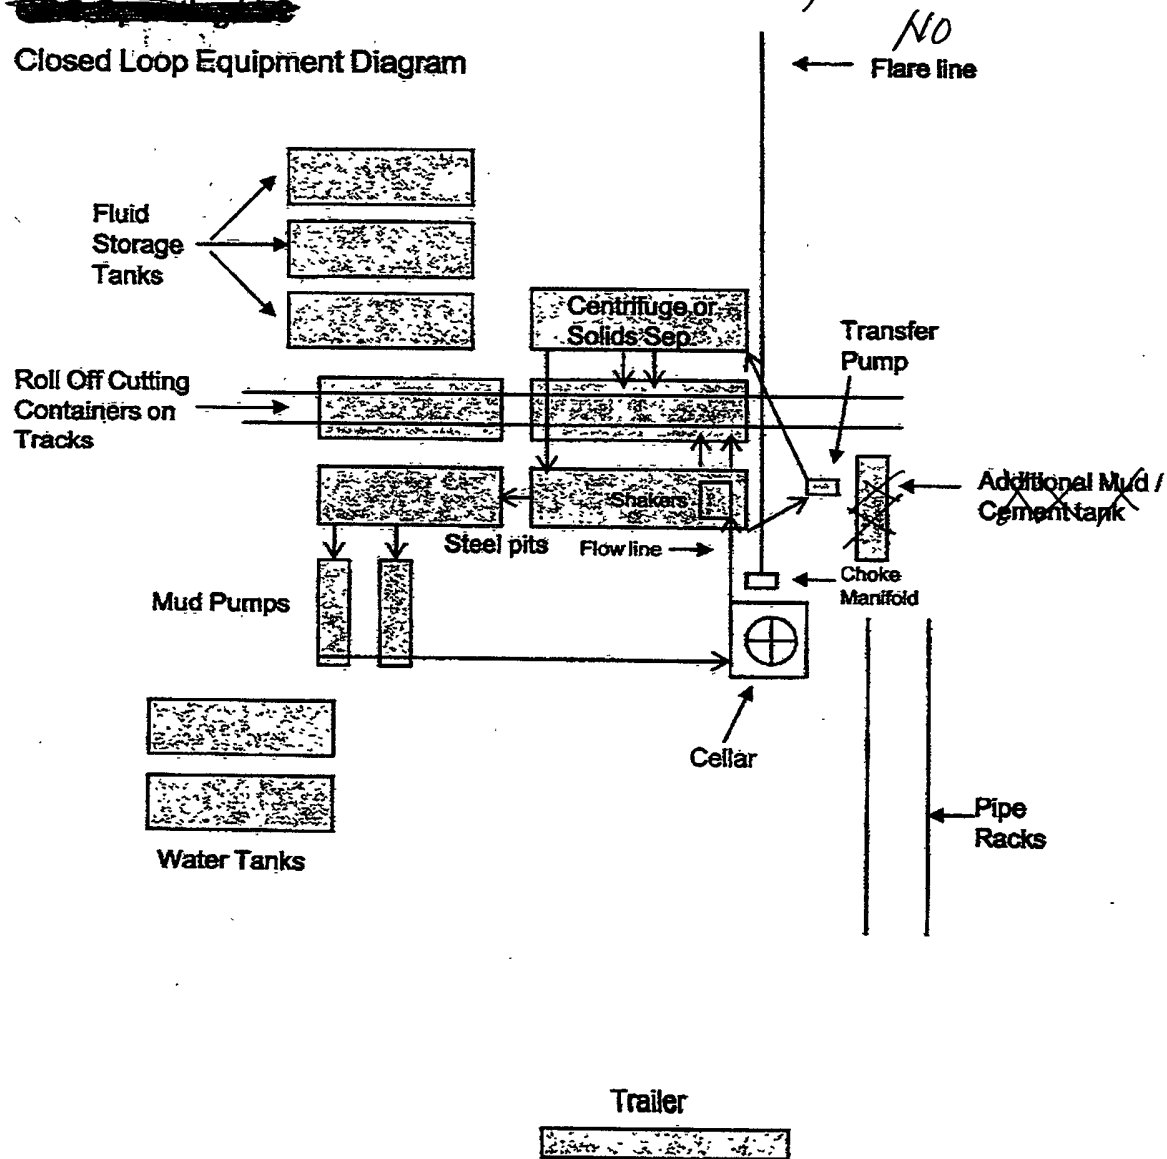 NO
Closed Loop Equipment Diagram
Flare line
Fluid
Storage
Tanks
Centrifuge or
Solids Sep.
Transfer
Pump
Roll Off Cutting
Containers on
Tracks
Additional Mud /
Cement tank
Shakers
Steel pits
Flow line
Choke
Manifold
Mud Pumps
Cellar
Pipe
Racks
Water Tanks
Trailer